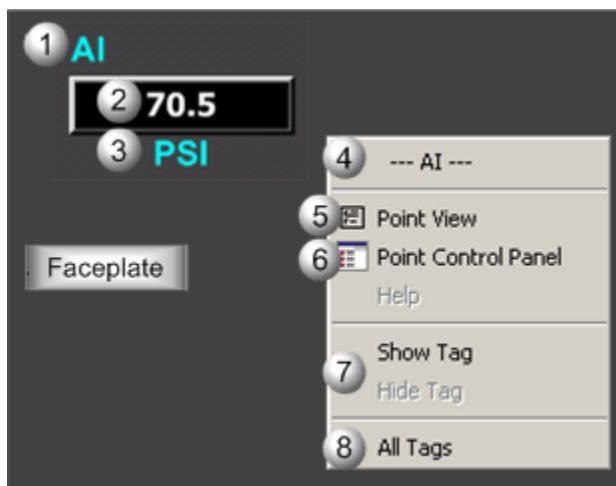 1 AI
2 70.5
3 PSI
4 --- AI ---
5 Point View
6 Point Control Panel
Help
Faceplate
7 Show Tag
Hide Tag
8 All Tags